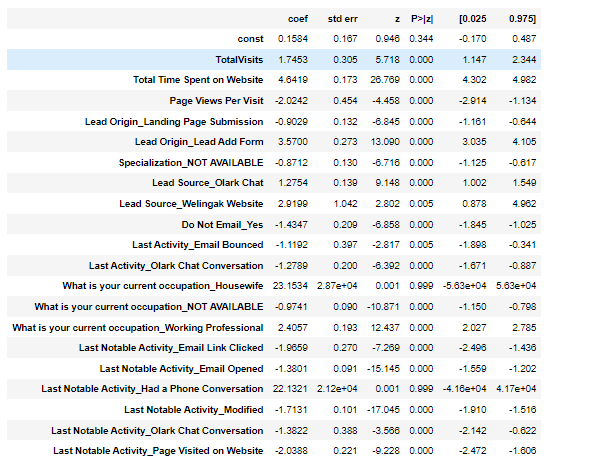 coef std err z P>|z| [0.025 0.975]
const 0.1584 0.167 0.946 0.344 -0.170 0.487
TotalVisits 1.7453 0.305 5.718 0.000 1.147 2.344
Total Time Spent on Website 4.6419 0.173 26.769 0.000 4.302 4.982
Page Views Per Visit -2.0242 0.454 -4.458 0.000 -2.914 -1.134
Lead Origin_Landing Page Submission -0.9029 0.132 -6.845 0.000 -1.161 -0.644
Lead Origin_Lead Add Form 3.5700 0.273 13.090 0.000 3.035 4.105
Specialization_NOT AVAILABLE -0.8712 0.130 -6.716 0.000 -1.125 -0.617
Lead Source_Olark Chat 1.2754 0.139 9.148 0.000 1.002 1.549
Lead Source_Welingak Website 2.9199 1.042 2.802 0.005 0.878 4.962
Do Not Email_Yes -1.4347 0.209 -6.858 0.000 -1.845 -1.025
Last Activity_Email Bounced -1.1192 0.397 -2.817 0.005 -1.898 -0.341
Last Activity_Olark Chat Conversation -1.2789 0.200 -6.392 0.000 -1.671 -0.887
What is your current occupation_Housewife 23.1534 2.87e+04 0.001 0.999 -5.63e+04 5.63e+04
What is your current occupation_NOT AVAILABLE -0.9741 0.090 -10.871 0.000 -1.150 -0.798
What is your current occupation_Working Professional 2.4057 0.193 12.437 0.000 2.027 2.785
Last Notable Activity_Email Link Clicked -1.9659 0.270 -7.269 0.000 -2.496 -1.436
Last Notable Activity_Email Opened -1.3801 0.091 -15.145 0.000 -1.559 -1.202
Last Notable Activity_Had a Phone Conversation 22.1321 2.12e+04 0.001 0.999 -4.16e+04 4.17e+04
Last Notable Activity_Modified -1.7131 0.101 -17.045 0.000 -1.910 -1.516
Last Notable Activity_Olark Chat Conversation -1.3822 0.388 -3.566 0.000 -2.142 -0.622
Last Notable Activity_Page Visited on Website -2.0388 0.221 -9.228 0.000 -2.472 -1.606